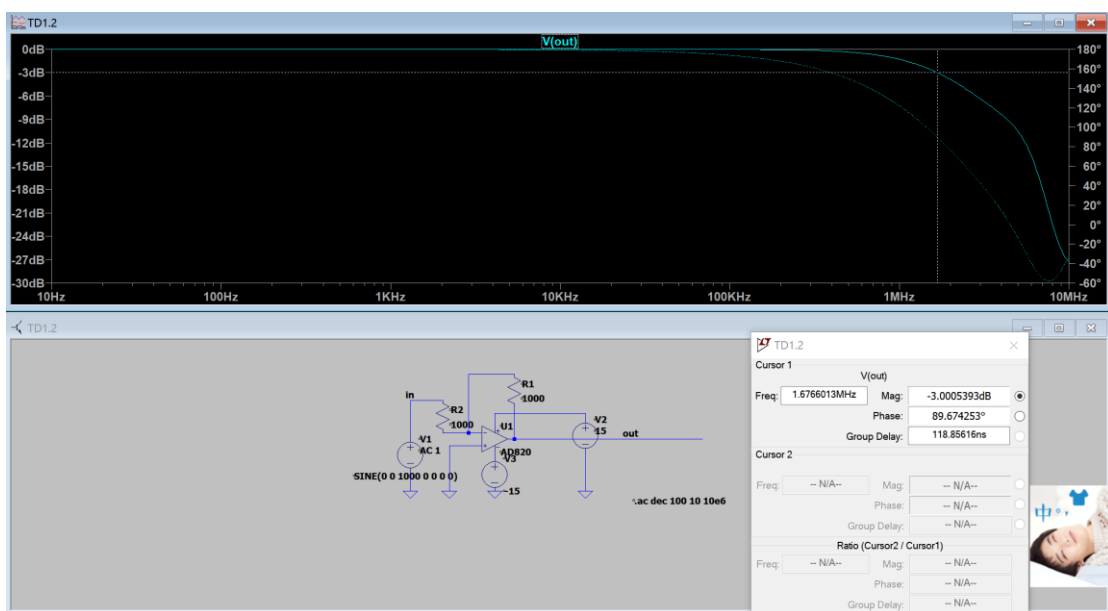 TD1.2
V(out)
0dB
-3dB
-6dB
-9dB
-12dB
-15dB
-18dB
-21dB
-24dB
-27dB
-30dB
180°
160°
140°
120°
100°
80°
60°
40°
20°
0°
-20°
-40°
-60°
10Hz 100Hz 1KHz 10KHz 100KHz 1MHz 10MHz
TD1.2
in
R2
1000
R1
1000
V1
AC 1
SINE(0 0 1000 0 0 0 0)
U1
AD820
V3
-15
V2
15
out
.ac dec 100 10 10e6
TD1.2
Cursor 1
V(out)
Freq: 1.6766013MHz Mag: -3.0005393dB
Phase: 89.674253°
Group Delay: 118.85616ns
Cursor 2
Freq: -- N/A-- Mag: -- N/A--
Phase: -- N/A--
Group Delay: -- N/A--
Ratio (Cursor2 / Cursor1)
Freq: -- N/A-- Mag: -- N/A--
Phase: -- N/A--
Group Delay: -- N/A--
中°,